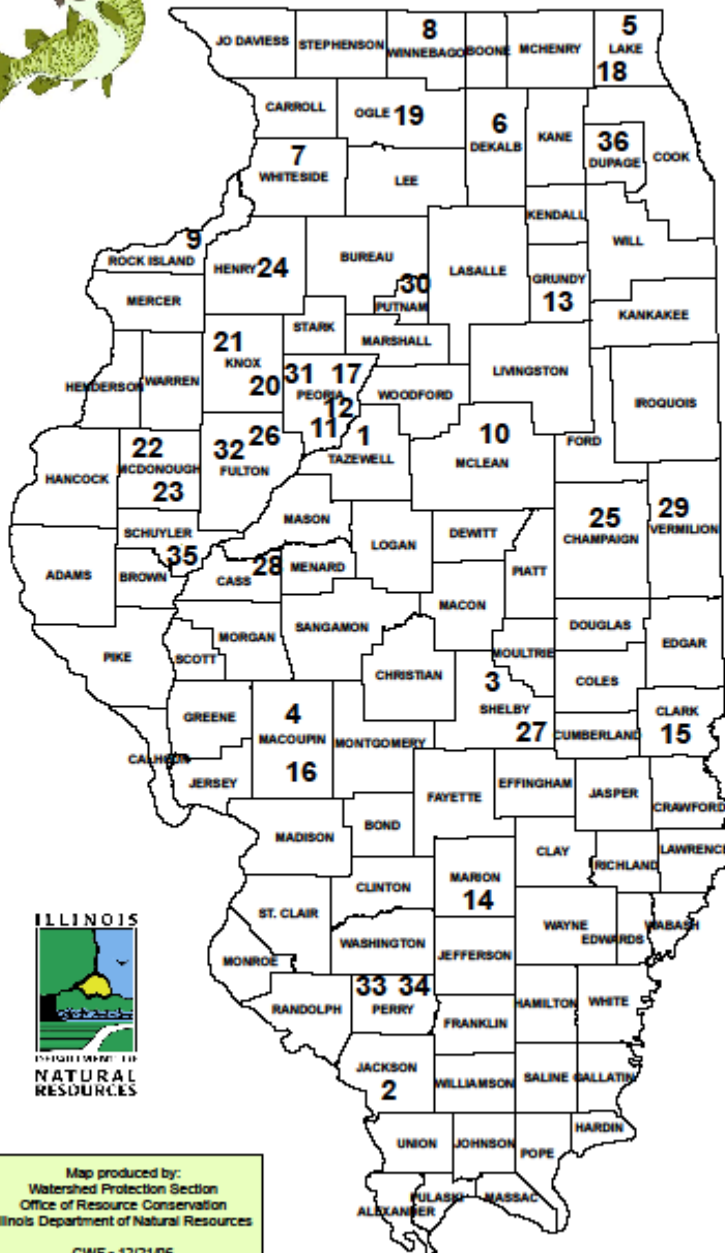 JO DAVIESS
STEPHENSON
8
WINNEBAGO
BOONE
MCHENRY
5
LAKE
18
CARROLL
OGLE 19
6
DEKALB
KANE
36
DUPAGE
COOK
7
WHITESIDE
LEE
KENDALL
WILL
9
ROCK ISLAND
HENRY 24
BUREAU
30
PUTNAM
LASALLE
GRUNDY
13
MERCER
KANKAKEE
STARK
MARSHALL
21
KNOX
20
31 17
PEORIA
12
11
WOODFORD
LIVINGSTON
IROQUOIS
HENDERSON
WARREN
1
TAZEWELL
10
MCLEAN
FORD
HANCOCK
22
MCDONOUGH
23
32 26
FULTON
MASON
LOGAN
DEWITT
PIATT
25
CHAMPAIGN
29
VERMILION
SCHUYLER
35
ADAMS
BROWN
CASS 28
MENARD
MACON
DOUGLAS
EDGAR
PIKE
SCOTT
MORGAN
SANGAMON
CHRISTIAN
MOULTRIE
COLES
3
SHELBY
27
CUMBERLAND
CLARK
15
GREENE
4
MACOUPIN
16
MONTGOMERY
CALHOUN
JERSEY
FAYETTE
EFFINGHAM
JASPER
CRAWFORD
MADISON
BOND
CLAY
RICHLAND
LAWRENCE
CLINTON
MARION
14
ST. CLAIR
WAYNE
EDWARDS
WABASH
WASHINGTON
JEFFERSON
MONROE
RANDOLPH
33 34
PERRY
HAMILTON
WHITE
FRANKLIN
JACKSON
2
WILLIAMSON
SALINE
GALLATIN
UNION
JOHNSON
POPE
HARDIN
ALEXANDER
PULASKI
MASSAC
ILLINOIS
DEPARTMENT OF
NATURAL
RESOURCES
Map produced by:
Watershed Protection Section
Office of Resource Conservation
llinois Department of Natural Resources